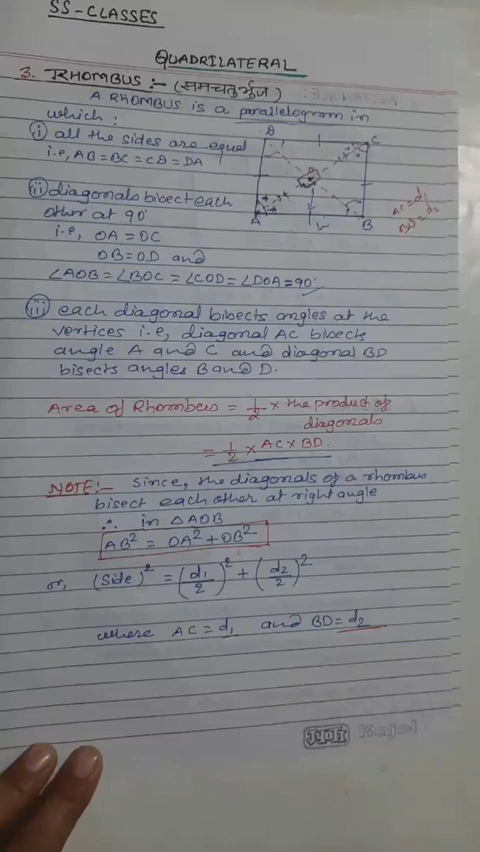 SS-CLASSES
QUADRILATERAL
3. RHOMBUS :- (समचतुर्भुज)
A RHOMBUS is a parallelogram in
which :
(i) all the sides are equal
i.e, AB = BC = CD = DA
D
C
A
B
AC = d1
BD = d2
(ii) diagonals bisect each
other at 90°
i.e, OA = OC
OB = OD and
∠AOB = ∠BOC = ∠COD = ∠DOA = 90°
(iii) each diagonal bisects angles at the
vertices i.e, diagonal AC bisects
angle A and C and diagonal BD
bisects angles B and D.
Area of Rhombus = 1/2 × the product of
diagonals
= 1/2 × AC × BD.
NOTE:- Since, the diagonals of a rhombus
bisect each other at right angle
∴ in △AOB
AB² = OA² + OB²
or, (Side)² = (d1/2)² + (d2/2)²
where AC = d1 and BD = d2
Kajal